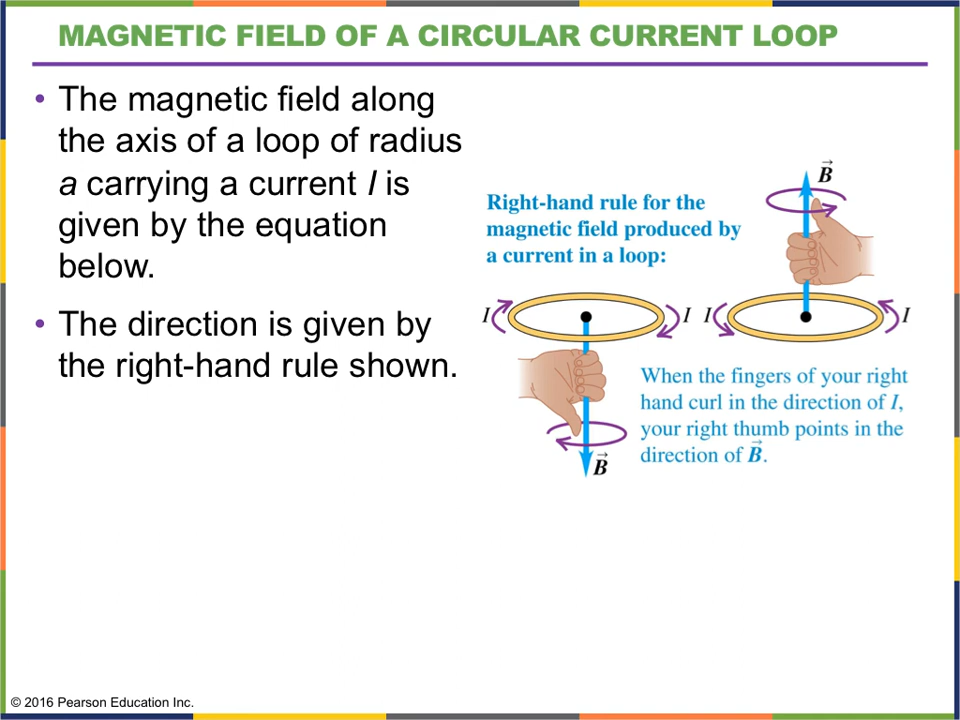 MAGNETIC FIELD OF A CIRCULAR CURRENT LOOP
• The magnetic field along
the axis of a loop of radius
a carrying a current I is
given by the equation
below.
• The direction is given by
the right-hand rule shown.
Right-hand rule for the
magnetic field produced by
a current in a loop:
B⃗
I I I I
When the fingers of your right
hand curl in the direction of I,
your right thumb points in the
direction of B⃗.
B⃗
© 2016 Pearson Education Inc.